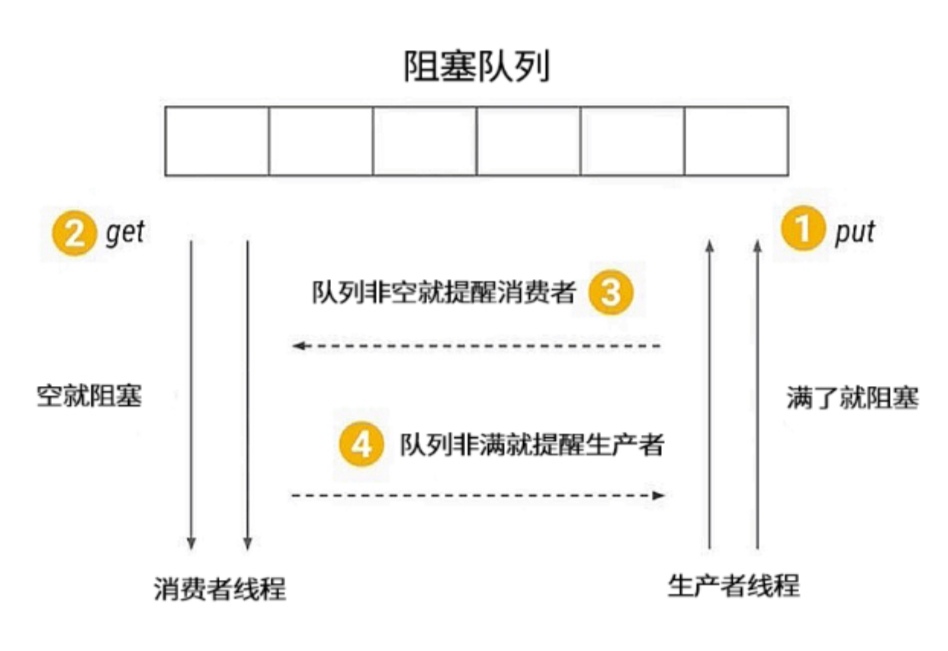 阻塞队列
2 get
1 put
队列非空就提醒消费者 3
空就阻塞
满了就阻塞
4 队列非满就提醒生产者
消费者线程
生产者线程